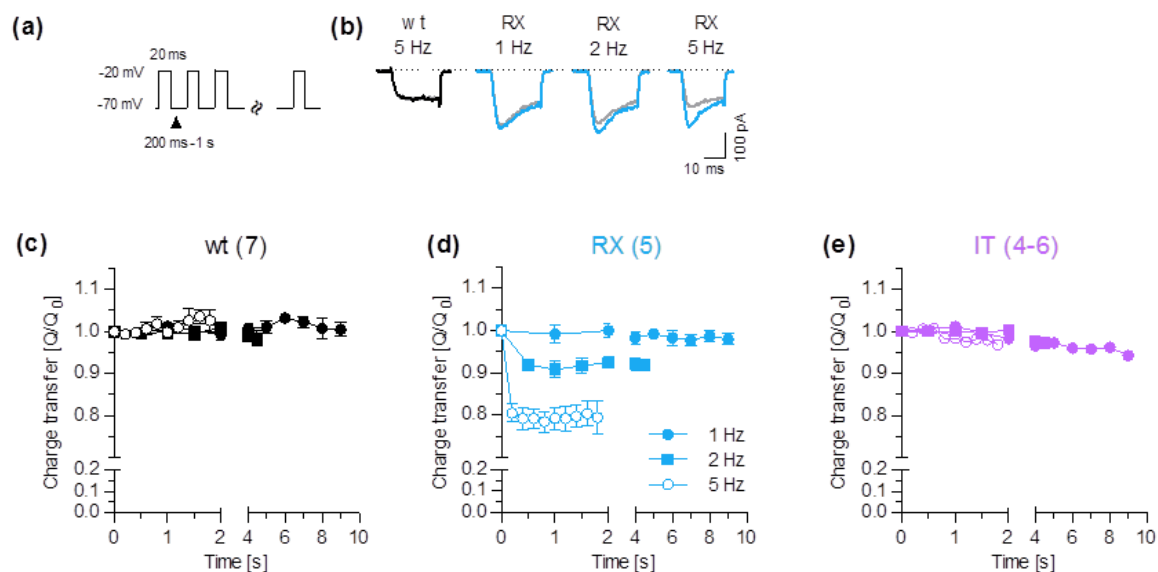 (a)
20 ms
-20 mV
-70 mV
200 ms -1 s
(b)
wt
5 Hz
RX
1 Hz
RX
2 Hz
RX
5 Hz
100 pA
10 ms
(c)
wt (7)
Charge transfer [Q/Q0]
1.1
1.0
0.9
0.8
0.2
0.1
0.0
0 1 2 4 6 8 10
Time [s]
(d)
RX (5)
Charge transfer [Q/Q0]
1.1
1.0
0.9
0.8
0.2
0.1
0.0
1 Hz
2 Hz
5 Hz
0 1 2 4 6 8 10
Time [s]
(e)
IT (4-6)
Charge transfer [Q/Q0]
1.1
1.0
0.9
0.8
0.2
0.1
0.0
0 1 2 4 6 8 10
Time [s]